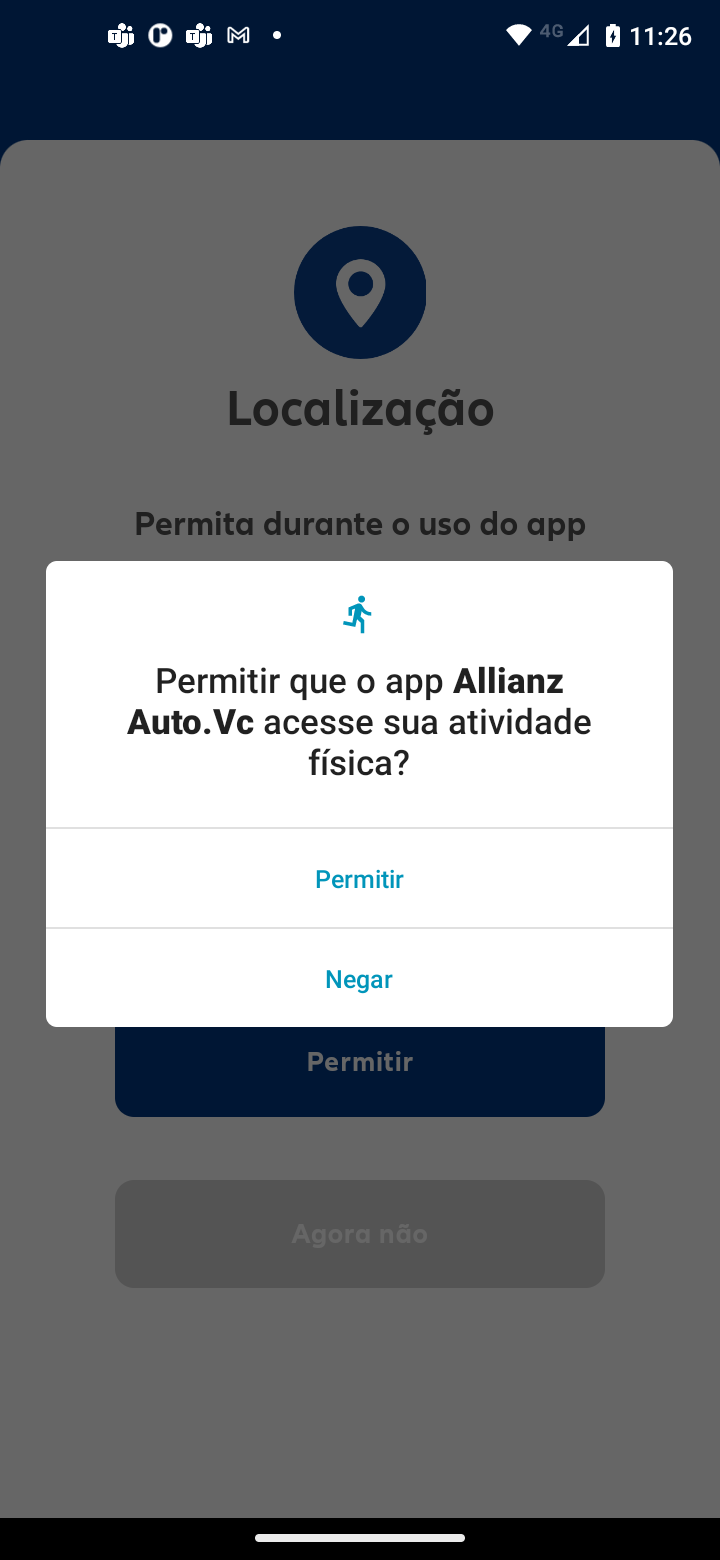 4G 11:26
Localização
Permita durante o uso do app
Permitir que o app Allianz
Auto.Vc acesse sua atividade
física?
Permitir
Negar
Permitir
Agora não